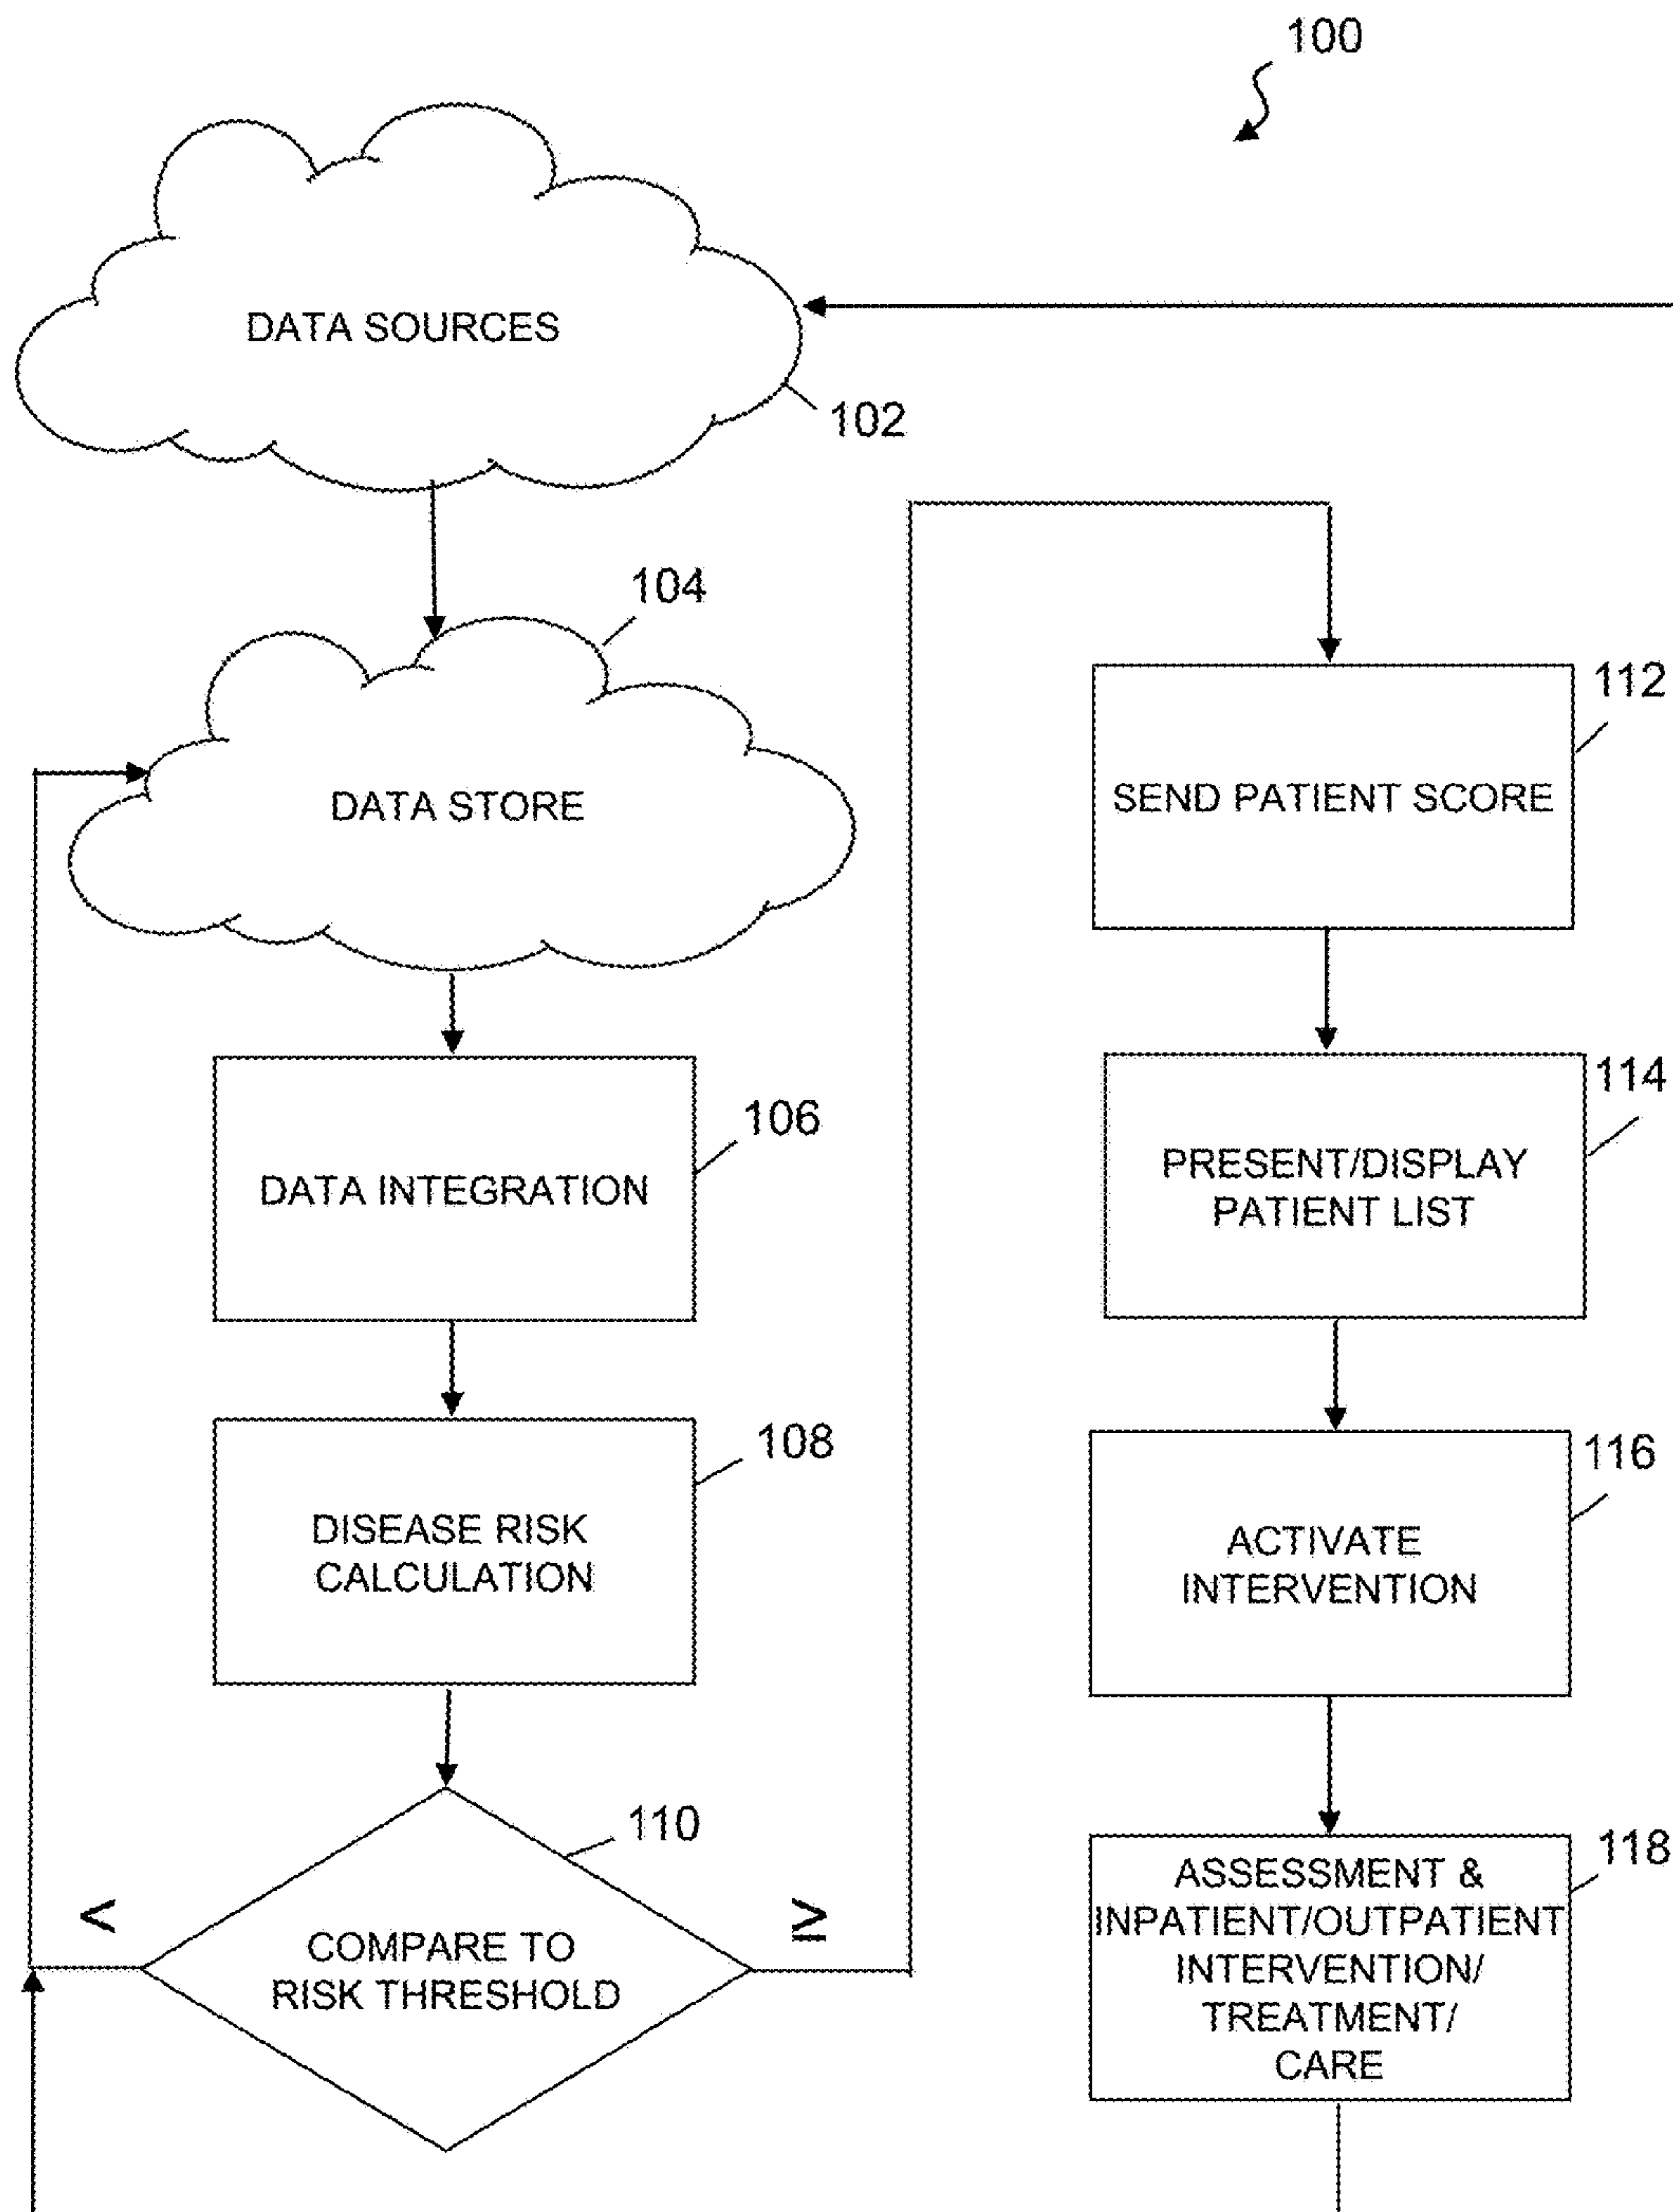 100
DATA SOURCES
102
104
DATA STORE
106
DATA INTEGRATION
108
DISEASE RISK
CALCULATION
110
<
≥
COMPARE TO
RISK THRESHOLD
112
SEND PATIENT SCORE
114
PRESENT/DISPLAY
PATIENT LIST
116
ACTIVATE
INTERVENTION
118
ASSESSMENT &
INPATIENT/OUTPATIENT
INTERVENTION/
TREATMENT/
CARE